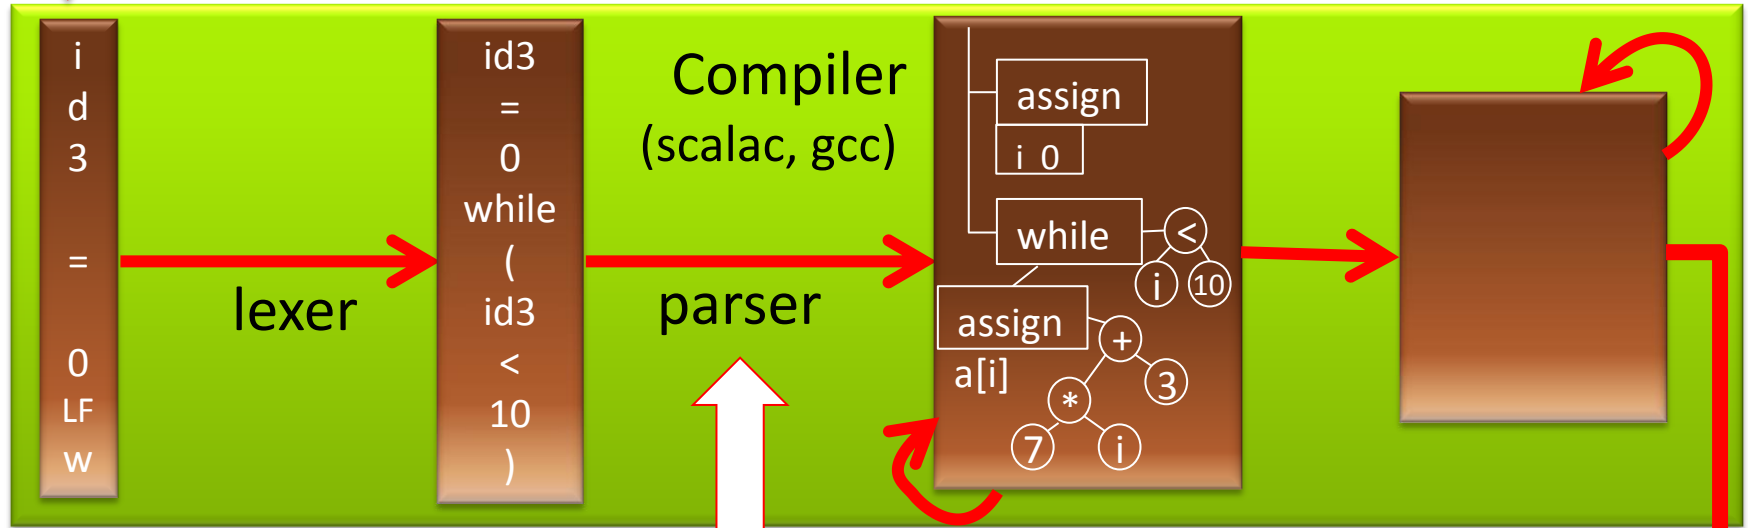 i
d
3
=
0
LF
w
lexer
id3
=
0
while
(
id3
<
10
)
Compiler
(scalac, gcc)
parser
assign
i 0
while
<
i
10
assign
a[i]
+
3
*
7
i